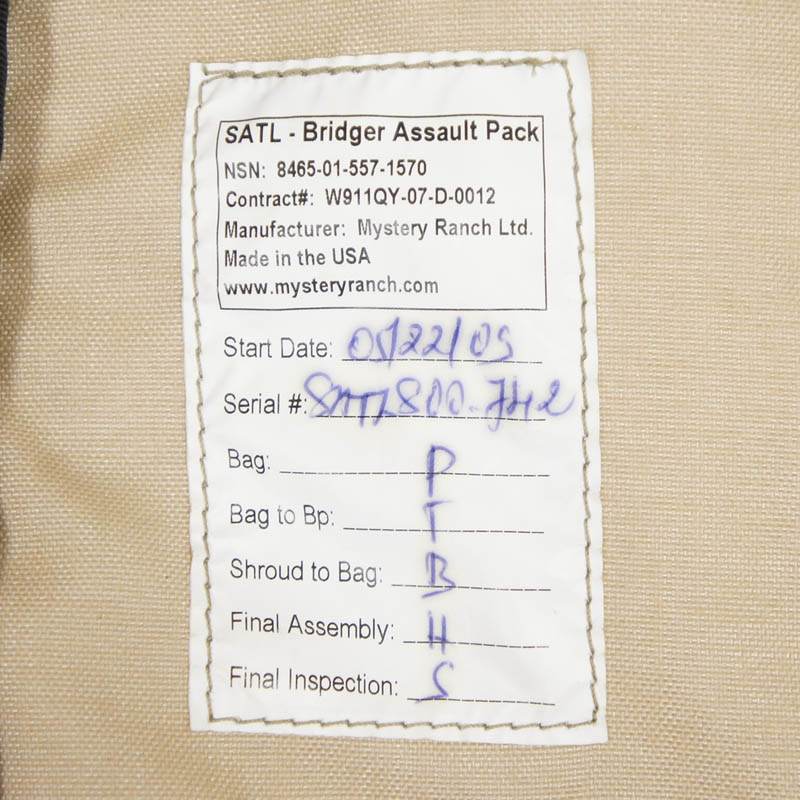 SATL - Bridger Assault Pack
NSN: 8465-01-557-1570
Contract#: W911QY-07-D-0012
Manufacturer: Mystery Ranch Ltd.
Made in the USA
www.mysteryranch.com
Start Date: 05/22/09
Serial #: SATL800-742
Bag: P
Bag to Bp: T
Shroud to Bag: B
Final Assembly: H
Final Inspection: S